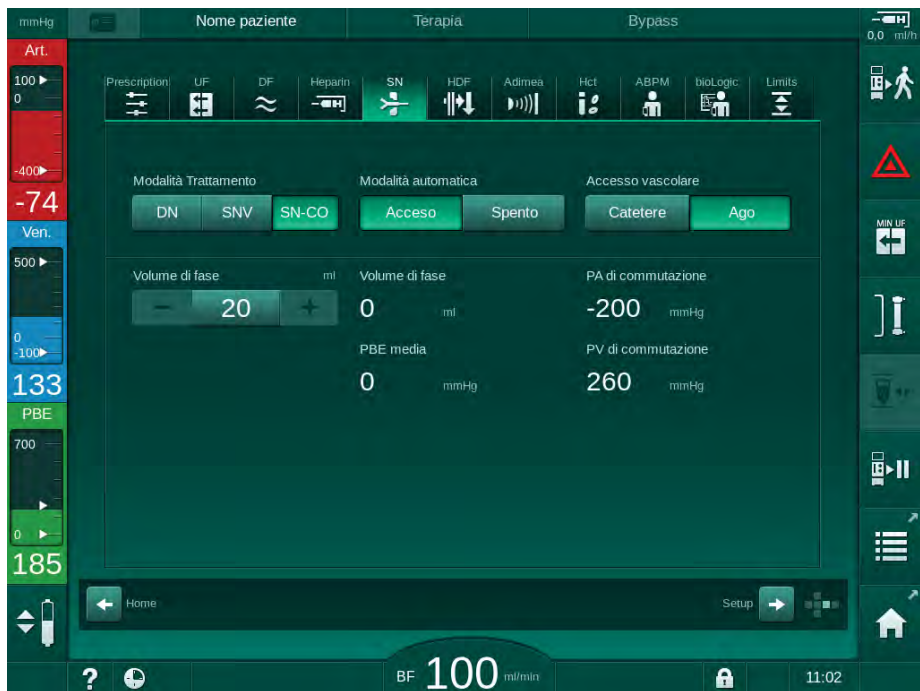 mmHg
Nome paziente
Terapia
Bypass
0,0 ml/h
Art.
100
0
-400
-74
Ven.
500
0
-100
133
PBE
700
0
185
Prescription
UF
DF
Heparin
SN
HDF
Adimea
Hct
ABPM
bioLogic
Limits
Modalità Trattamento
DN SNV SN-CO
Modalità automatica
Acceso Spento
Accesso vascolare
Catetere Ago
Volume di fase ml
− 20 +
Volume di fase
0 ml
PBE media
0 mmHg
PA di commutazione
-200 mmHg
PV di commutazione
260 mmHg
MIN UF
Home
Setup
?
BF 100 ml/min
11:02